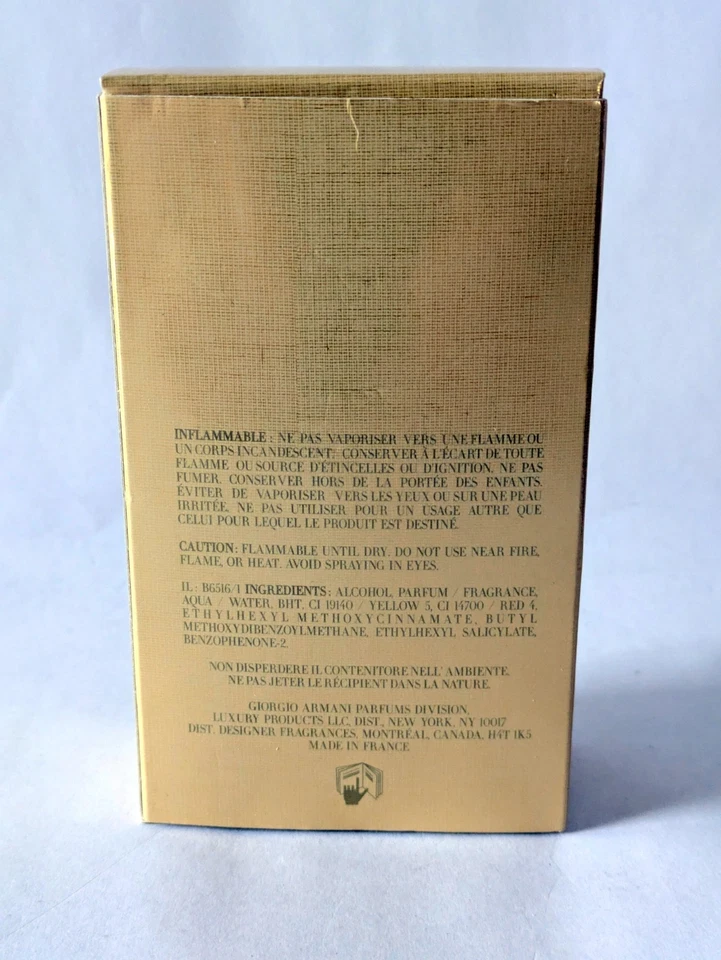 INFLAMMABLE : NE PAS VAPORISER VERS UNE FLAMME OU
UN CORPS INCANDESCENT. CONSERVER À L'ÉCART DE TOUTE
FLAMME OU SOURCE D'ÉTINCELLES OU D'IGNITION. NE PAS
FUMER. CONSERVER HORS DE LA PORTÉE DES ENFANTS.
ÉVITER DE VAPORISER VERS LES YEUX OU SUR UNE PEAU
IRRITÉE. NE PAS UTILISER POUR UN USAGE AUTRE QUE
CELUI POUR LEQUEL LE PRODUIT EST DESTINÉ.
CAUTION: FLAMMABLE UNTIL DRY. DO NOT USE NEAR FIRE,
FLAME, OR HEAT. AVOID SPRAYING IN EYES.
IL: B6516/1 INGREDIENTS: ALCOHOL, PARFUM / FRAGRANCE,
AQUA / WATER, BHT, CI 19140 / YELLOW 5, CI 14700 / RED 4,
ETHYLHEXYL METHOXYCINNAMATE, BUTYL
METHOXYDIBENZOYLMETHANE, ETHYLHEXYL SALICYLATE,
BENZOPHENONE-2.
NON DISPERDERE IL CONTENITORE NELL' AMBIENTE.
NE PAS JETER LE RÉCIPIENT DANS LA NATURE.
GIORGIO ARMANI PARFUMS DIVISION,
LUXURY PRODUCTS LLC, DIST., NEW YORK, NY 10017
DIST. DESIGNER FRAGRANCES, MONTRÉAL, CANADA, H4T 1K5
MADE IN FRANCE